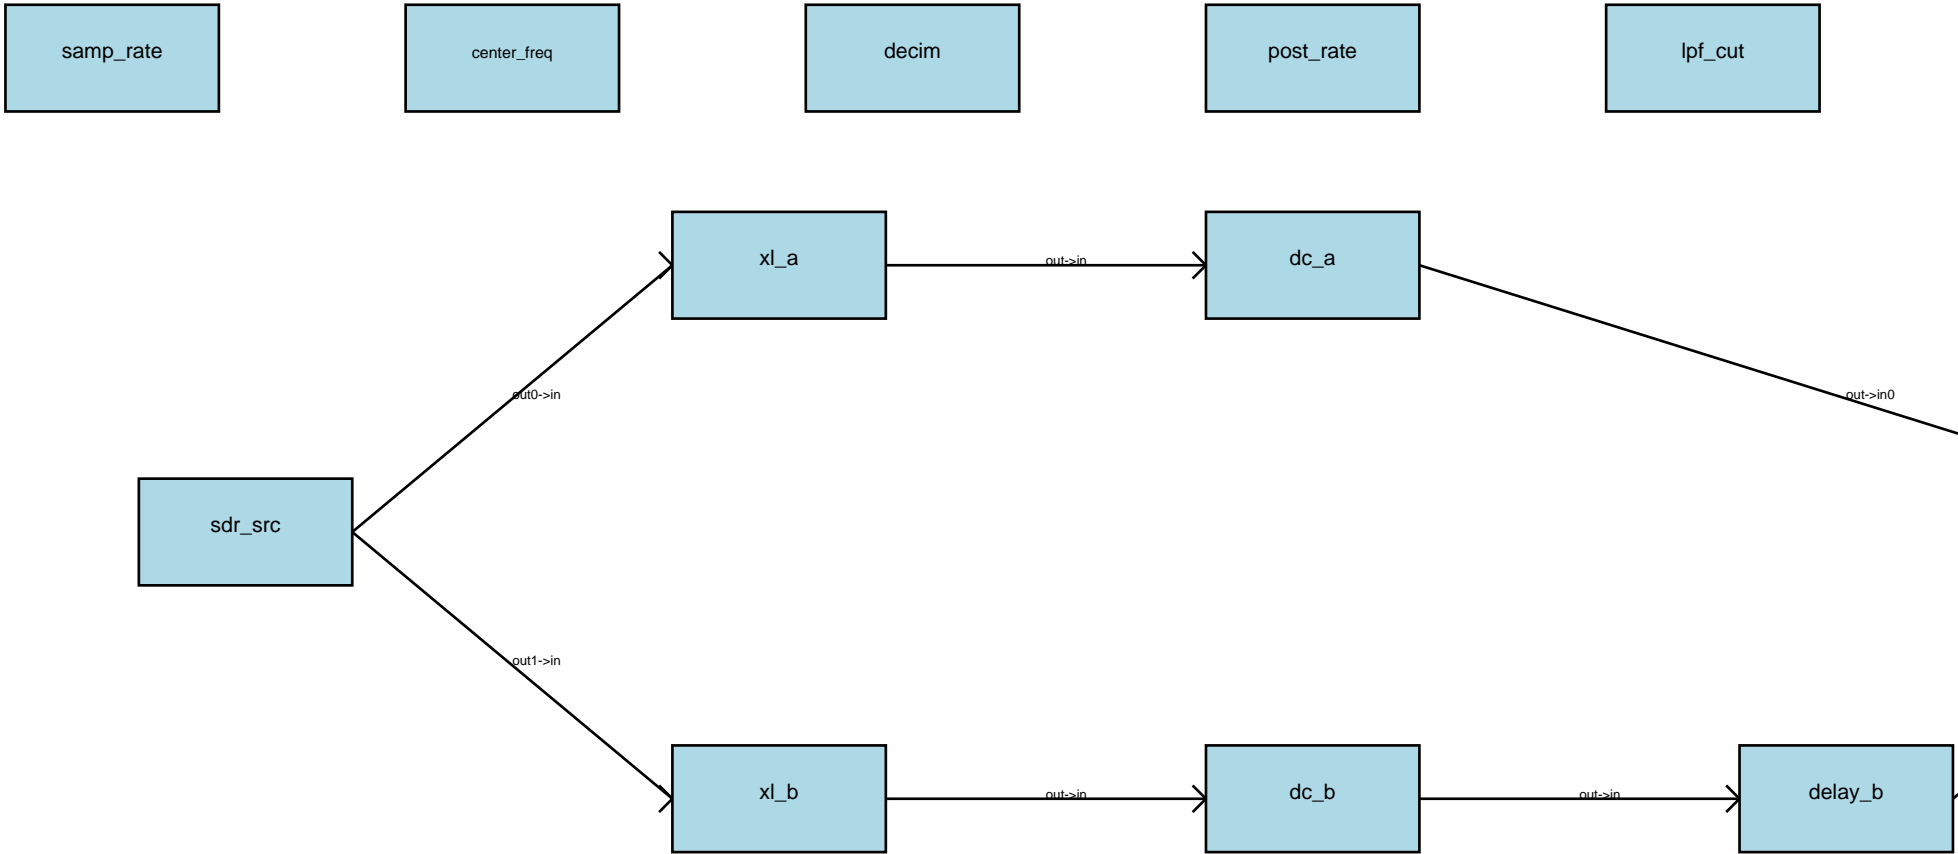 samp_rate
center_freq
decim
post_rate
lpf_cut
xl_a
out->in
dc_a
out0->in
out->in0
sdr_src
out1->in
xl_b
out->in
dc_b
out->in
delay_b